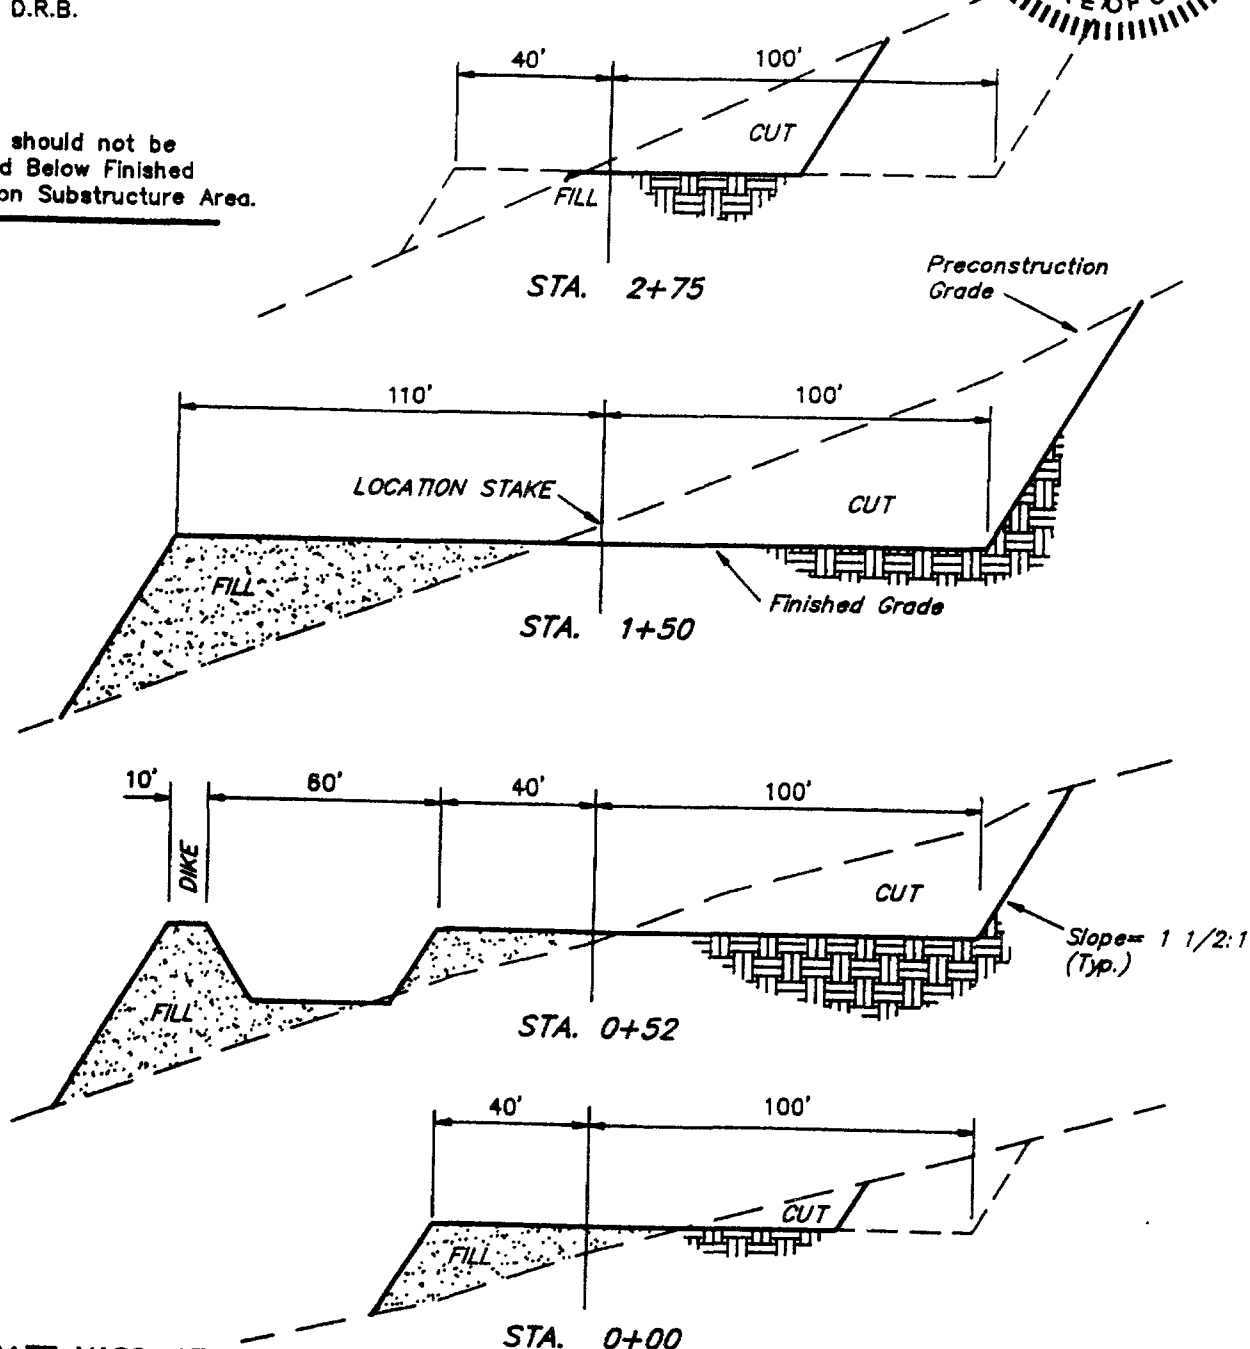 D.R.B.
should not be
Below Finished
on Substructure Area.
40' 100'
CUT
FILL
STA. 2+75
Preconstruction
Grade
110' 100'
LOCATION STAKE
CUT
FILL
Finished Grade
STA. 1+50
10' 60' 40' 100'
DIKE
CUT
Slope= 1 1/2:1
(Typ.)
FILL
STA. 0+52
40' 100'
CUT
FILL
STA. 0+00